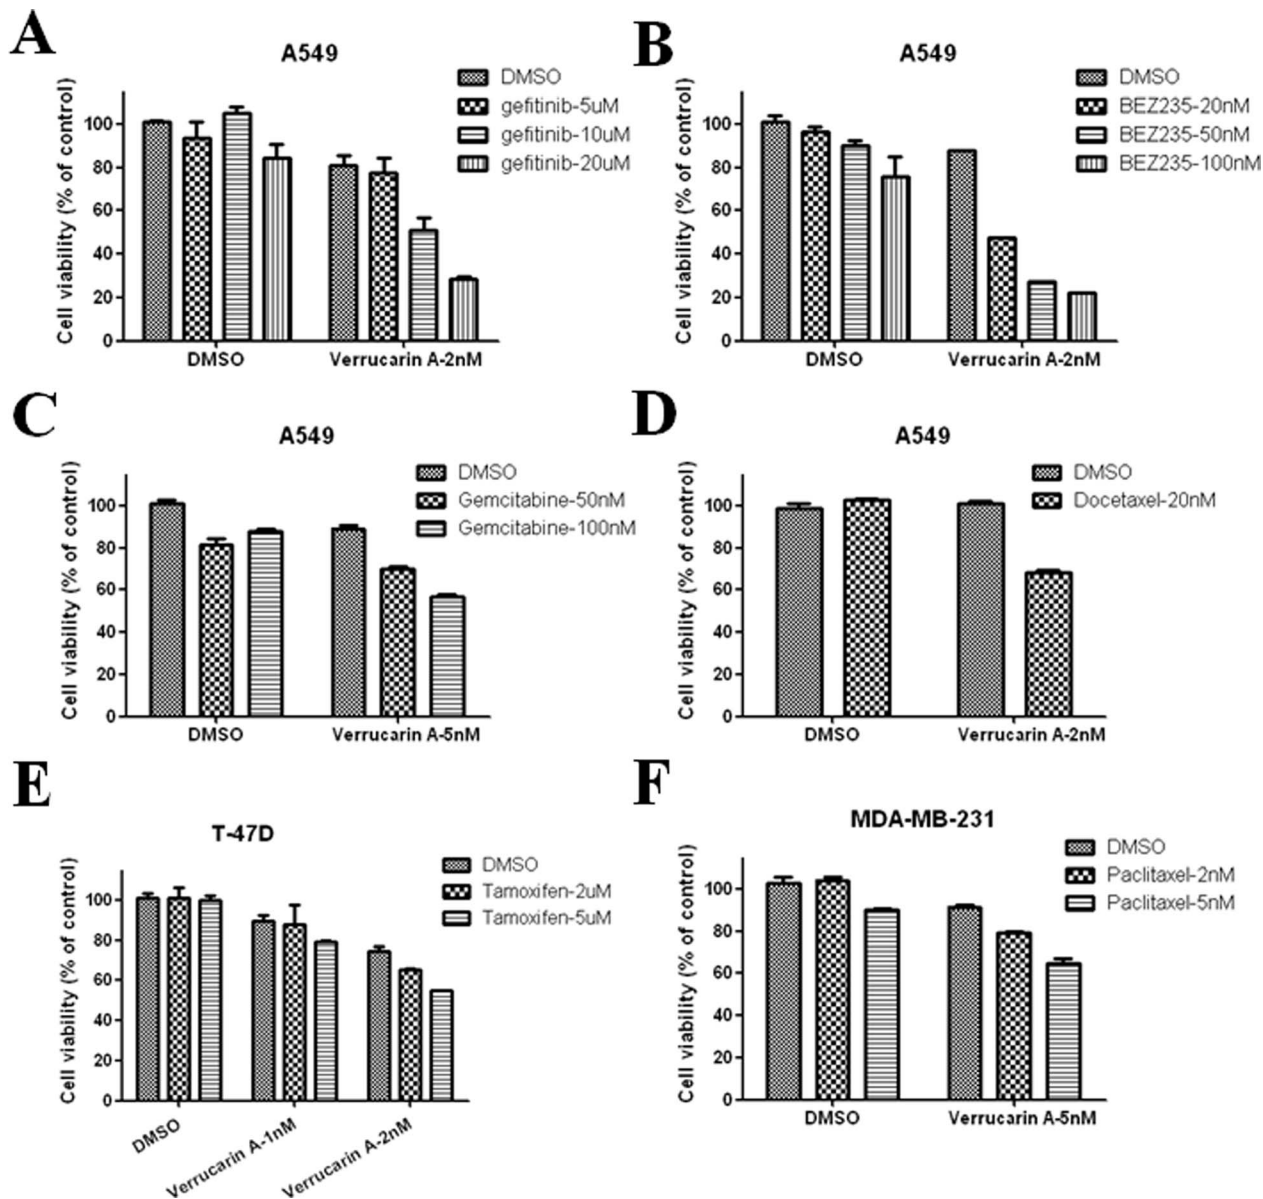 A
A549
DMSO
gefitinib-5uM
gefitinib-10uM
gefitinib-20uM
Cell viability (% of control)
100
80
60
40
20
0
DMSO
Verrucarin A-2nM
B
A549
DMSO
BEZ235-20nM
BEZ235-50nM
BEZ235-100nM
Cell viability (% of control)
100
80
60
40
20
0
DMSO
Verrucarin A-2nM
C
A549
DMSO
Gemcitabine-50nM
Gemcitabine-100nM
Cell viability (% of control)
100
80
60
40
20
0
DMSO
Verrucarin A-5nM
D
A549
DMSO
Docetaxel-20nM
Cell viability (% of control)
100
80
60
40
20
0
DMSO
Verrucarin A-2nM
E
T-47D
DMSO
Tamoxifen-2uM
Tamoxifen-5uM
Cell viability (% of control)
100
80
60
40
20
0
DMSO
Verrucarin A-1nM
Verrucarin A-2nM
F
MDA-MB-231
DMSO
Paclitaxel-2nM
Paclitaxel-5nM
Cell viability (% of control)
100
80
60
40
20
0
DMSO
Verrucarin A-5nM